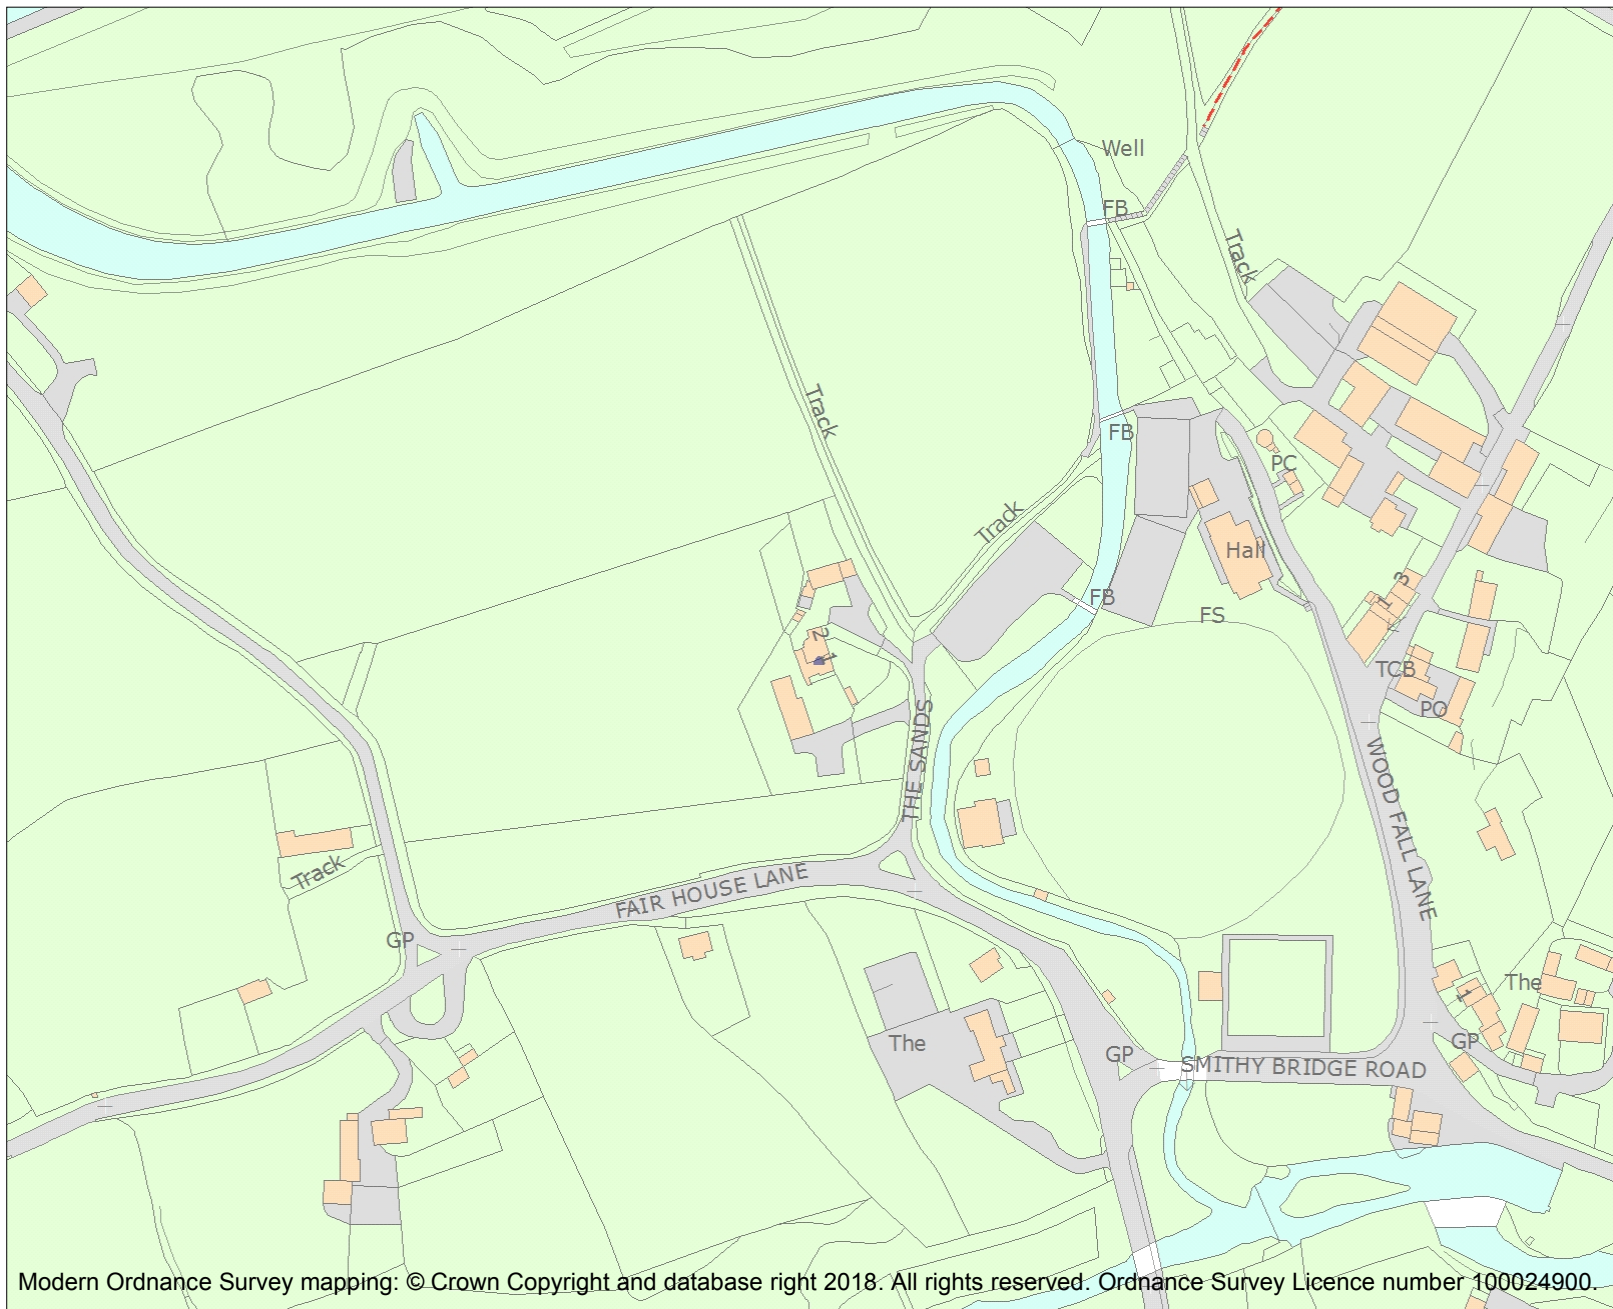 Well
FB
Track
Track
FB
PC
Track
Hall
3
FB
1
FS
2
1
TCB
PO
THE SANDS
WOOD FALL LANE
Track
FAIR HOUSE LANE
GP
The
1
The
GP
GP
SMITHY BRIDGE ROAD
Modern Ordnance Survey mapping: © Crown Copyright and database right 2018. All rights reserved. Ordnance Survey Licence number 100024900.